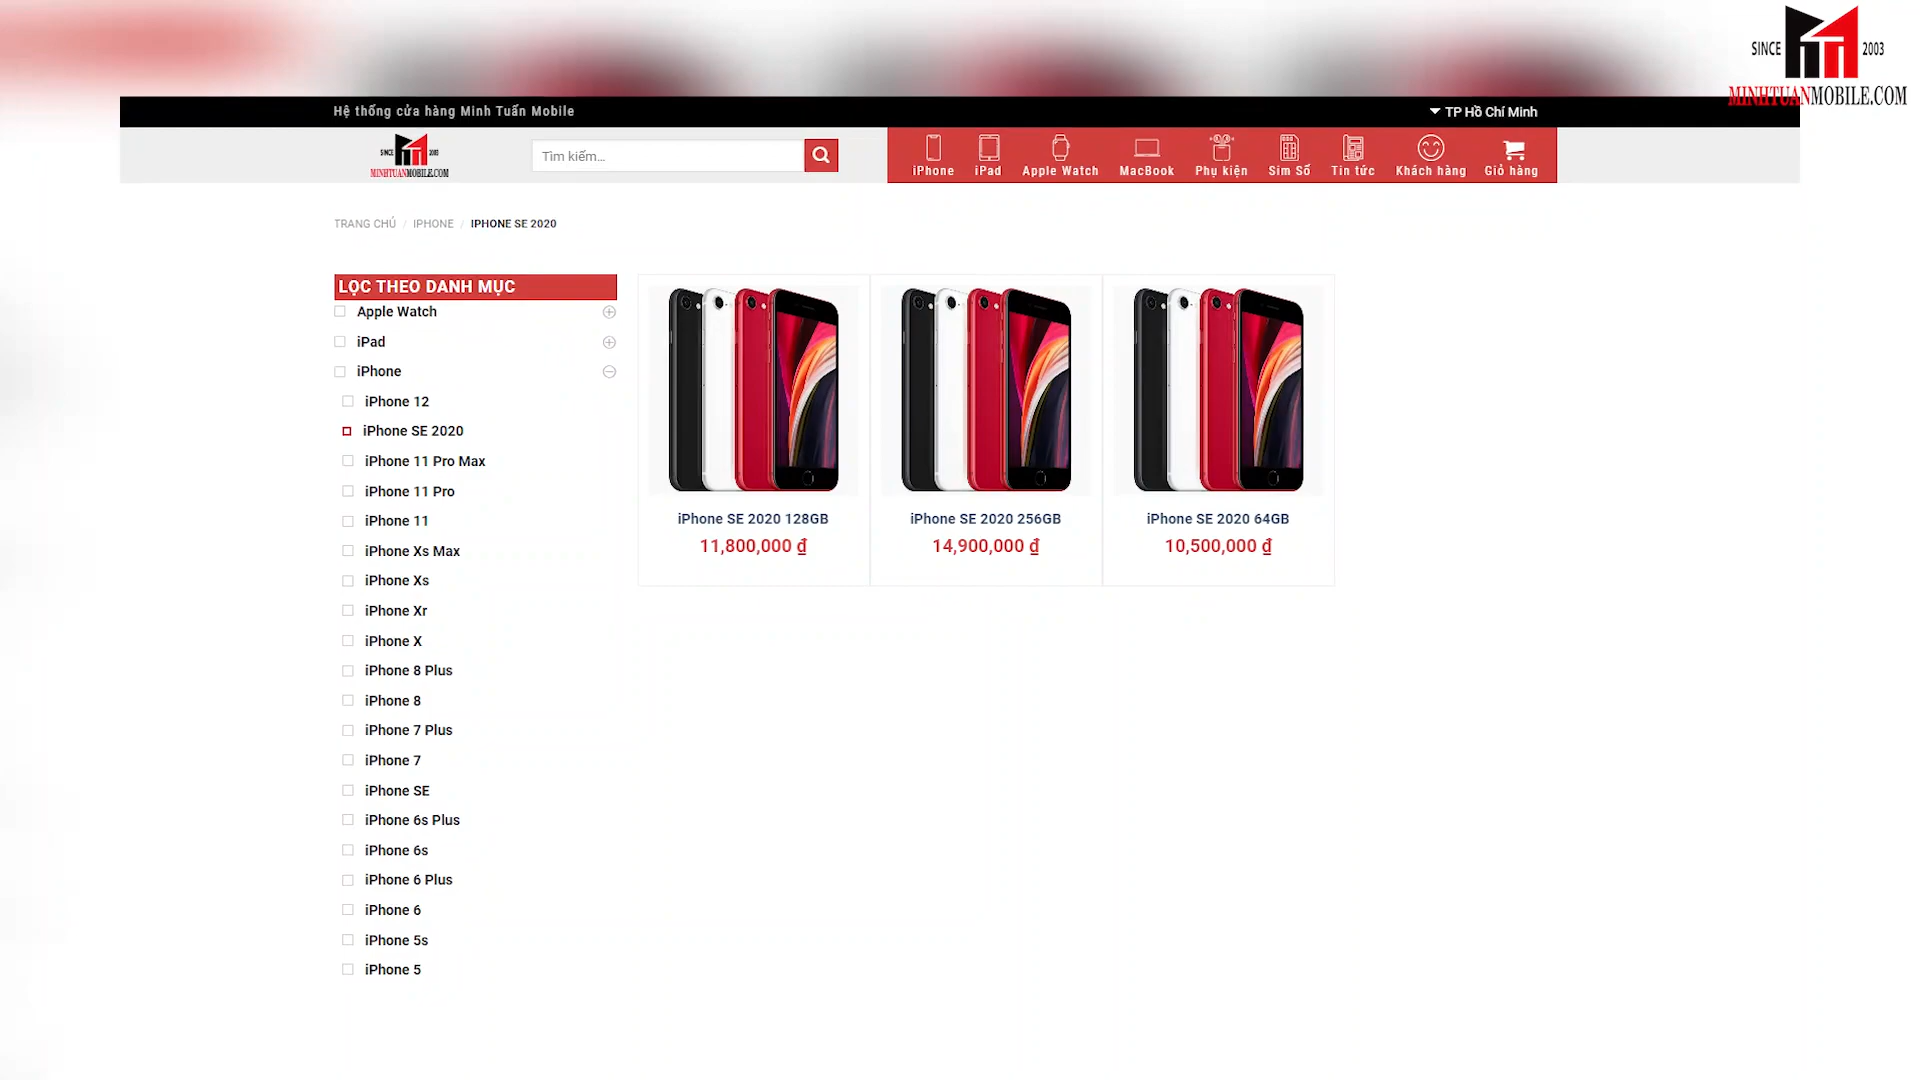 SINCE 2003
MINHTUANMOBILE.COM
Hệ thống cửa hàng Minh Tuấn Mobile
TP Hồ Chí Minh
SINCE 2003
MINHTUANMOBILE.COM
Tìm kiếm...
iPhone
iPad
Apple Watch
MacBook
Phụ kiện
Sim Số
Tin tức
Khách hàng
Giỏ hàng
TRANG CHỦ / IPHONE / IPHONE SE 2020
LỌC THEO DANH MỤC
Apple Watch
iPad
iPhone
iPhone 12
iPhone SE 2020
iPhone 11 Pro Max
iPhone 11 Pro
iPhone 11
iPhone Xs Max
iPhone Xs
iPhone Xr
iPhone X
iPhone 8 Plus
iPhone 8
iPhone 7 Plus
iPhone 7
iPhone SE
iPhone 6s Plus
iPhone 6s
iPhone 6 Plus
iPhone 6
iPhone 5s
iPhone 5
iPhone SE 2020 128GB
11,800,000 ₫
iPhone SE 2020 256GB
14,900,000 ₫
iPhone SE 2020 64GB
10,500,000 ₫